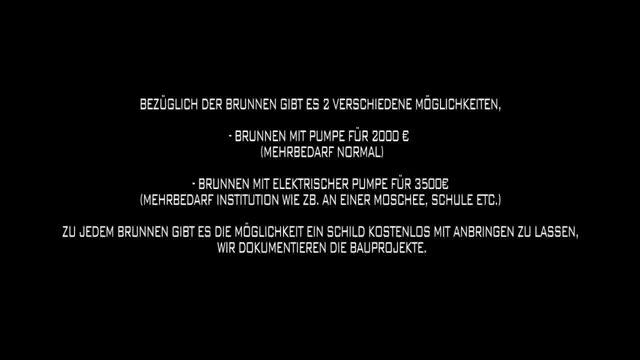 BEZÜGLICH DER BRUNNEN GIBT ES 2 VERSCHIEDENE MÖGLICHKEITEN,
- BRUNNEN MIT PUMPE FÜR 2000 €
(MEHRBEDARF NORMAL)
- BRUNNEN MIT ELEKTRISCHER PUMPE FÜR 3500€
(MEHRBEDARF INSTITUTION WIE ZB. AN EINER MOSCHEE, SCHULE ETC.)
ZU JEDEM BRUNNEN GIBT ES DIE MÖGLICHKEIT EIN SCHILD KOSTENLOS MIT ANBRINGEN ZU LASSEN,
WIR DOKUMENTIEREN DIE BAUPROJEKTE.